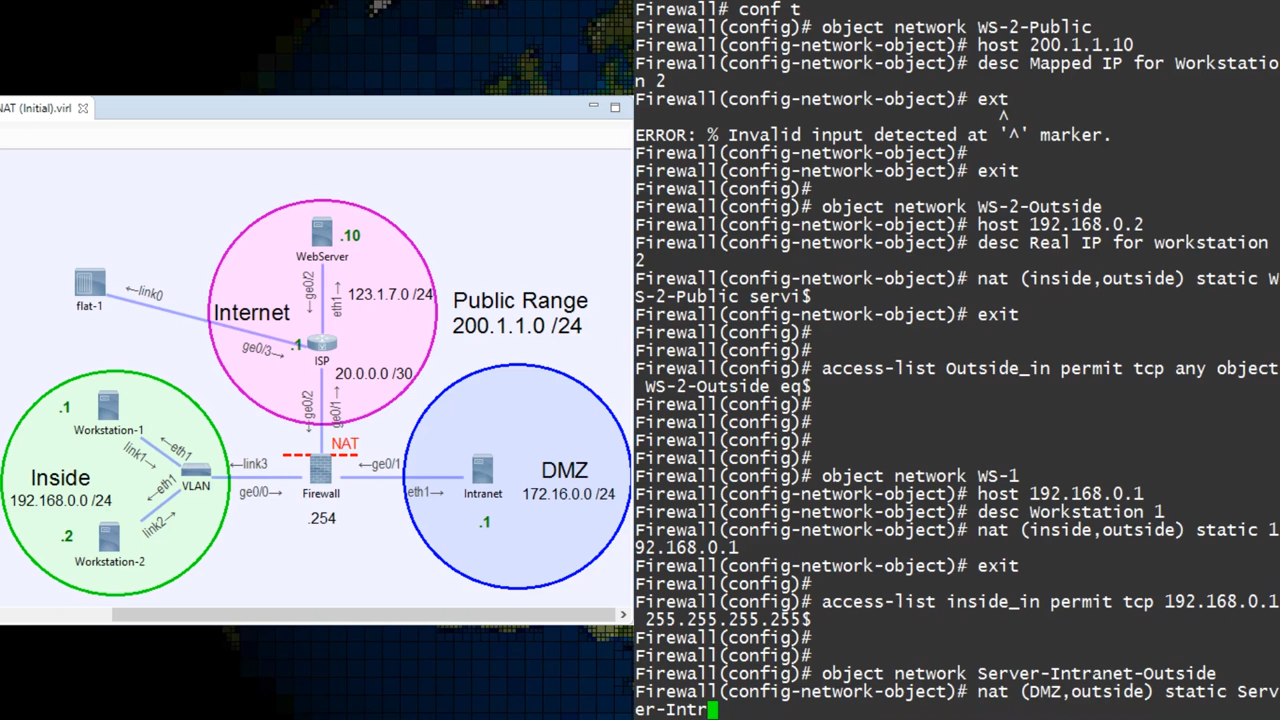 NAT (Initial).virl
WebServer
.10
ge0/2
eth1
123.1.7.0 /24
flat-1
link0
Internet
Public Range
200.1.1.0 /24
ge0/3
.1
ISP
20.0.0.0 /30
ge0/2
ge0/1
.1
Workstation-1
link1
eth1
Inside
192.168.0.0 /24
VLAN
link3
ge0/0
NAT
Firewall
.254
ge0/1
eth1
Intranet
.1
DMZ
172.16.0.0 /24
eth1
link2
.2
Workstation-2
Firewall# conf t
Firewall(config)# object network WS-2-Public
Firewall(config-network-object)# host 200.1.1.10
Firewall(config-network-object)# desc Mapped IP for Workstatio
n 2
Firewall(config-network-object)# ext
^
ERROR: % Invalid input detected at '^' marker.
Firewall(config-network-object)#
Firewall(config-network-object)# exit
Firewall(config)#
Firewall(config)# object network WS-2-Outside
Firewall(config-network-object)# host 192.168.0.2
Firewall(config-network-object)# desc Real IP for workstation
2
Firewall(config-network-object)# nat (inside,outside) static W
S-2-Public servi$
Firewall(config-network-object)# exit
Firewall(config)#
Firewall(config)#
Firewall(config)# access-list Outside_in permit tcp any object
WS-2-Outside eq$
Firewall(config)#
Firewall(config)#
Firewall(config)#
Firewall(config)#
Firewall(config)# object network WS-1
Firewall(config-network-object)# host 192.168.0.1
Firewall(config-network-object)# desc Workstation 1
Firewall(config-network-object)# nat (inside,outside) static 1
92.168.0.1
Firewall(config-network-object)# exit
Firewall(config)#
Firewall(config)# access-list inside_in permit tcp 192.168.0.1
255.255.255.255$
Firewall(config)#
Firewall(config)#
Firewall(config)# object network Server-Intranet-Outside
Firewall(config-network-object)# nat (DMZ,outside) static Serv
er-Intr